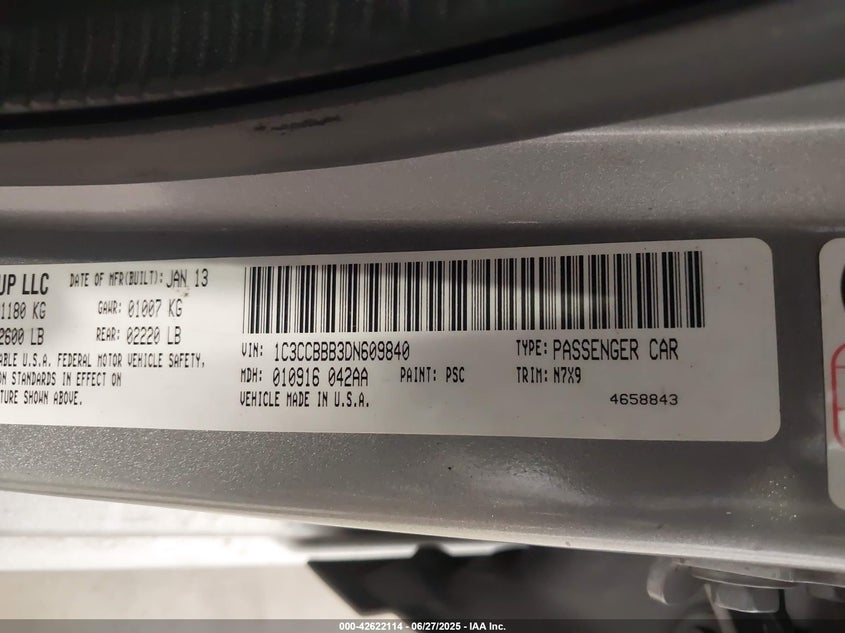 UP LLC DATE OF MFR(BUILT): JAN 13
1180 KG GAWR: 01007 KG
2600 LB REAR: 02220 LB
ABLE U.S.A. FEDERAL MOTOR VEHICLE SAFETY,
ON STANDARDS IN EFFECT ON
TURE SHOWN ABOVE.
VIN: 1C3CCBBB3DN609840 TYPE: PASSENGER CAR
MDH: 010916 042AA PAINT: PSC TRIM: N7X9
VEHICLE MADE IN U.S.A. 4658843
000-42622114 - 06/27/2025 - IAA Inc.